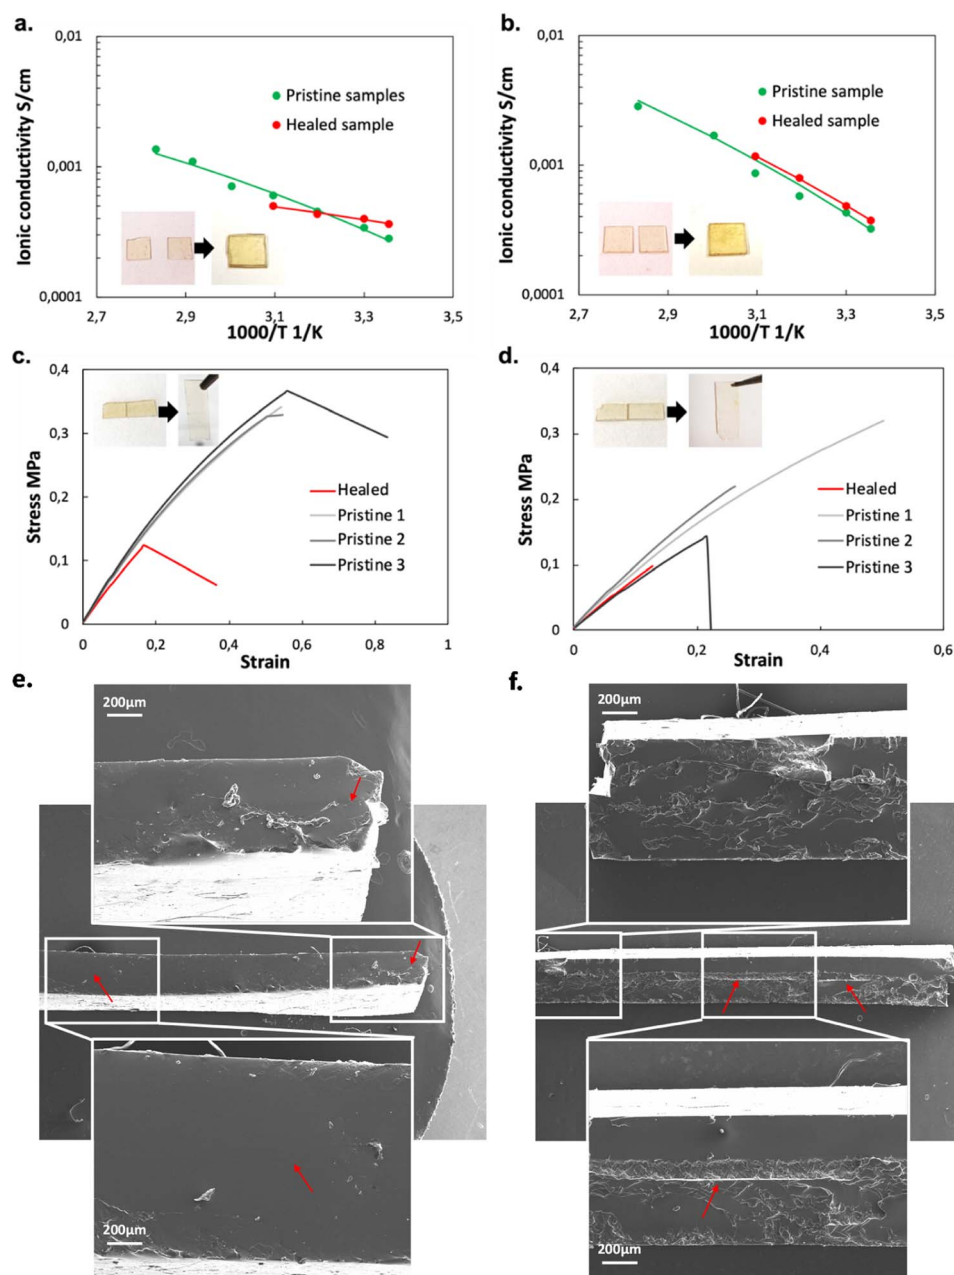 a.
0,01
0,001
0,0001
Ionic conductivity S/cm
Pristine samples
Healed sample
2,7
2,9
3,1
3,3
3,5
1000/T 1/K
b.
0,01
0,001
0,0001
Ionic conductivity S/cm
Pristine sample
Healed sample
2,7
2,9
3,1
3,3
3,5
1000/T 1/K
c.
0,4
0,3
0,2
0,1
0
Stress MPa
Healed
Pristine 1
Pristine 2
Pristine 3
0
0,2
0,4
0,6
0,8
1
Strain
d.
0,4
0,3
0,2
0,1
0
Stress MPa
Healed
Pristine 1
Pristine 2
Pristine 3
0
0,2
0,4
0,6
Strain
e.
200μm
200μm
f.
200μm
200μm